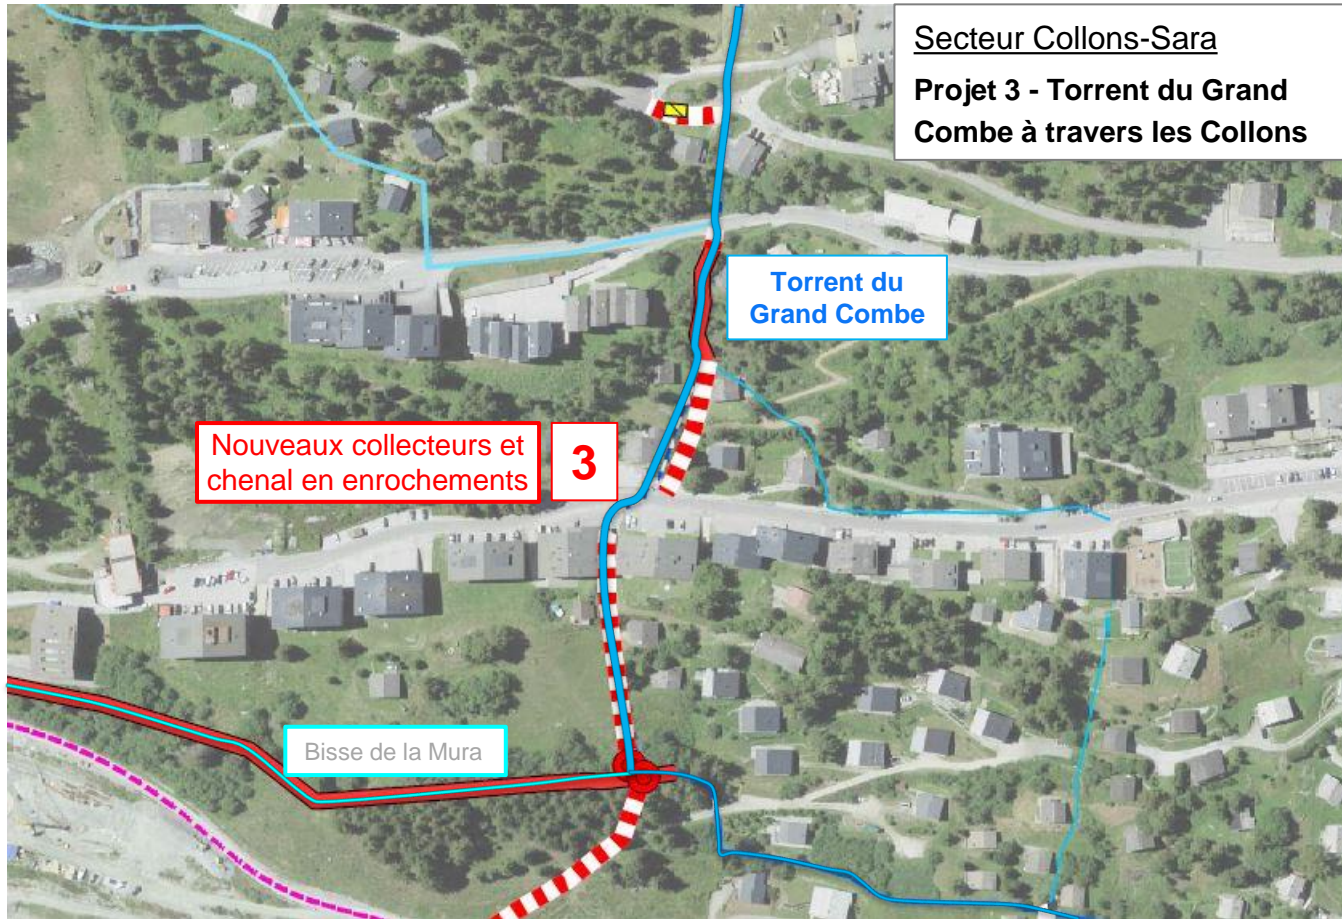 Secteur Collons-Sara
Projet 3 - Torrent du Grand
Combe à travers les Collons
Torrent du
Grand Combe
Nouveaux collecteurs et
chenal en enrochements
3
Bisse de la Mura